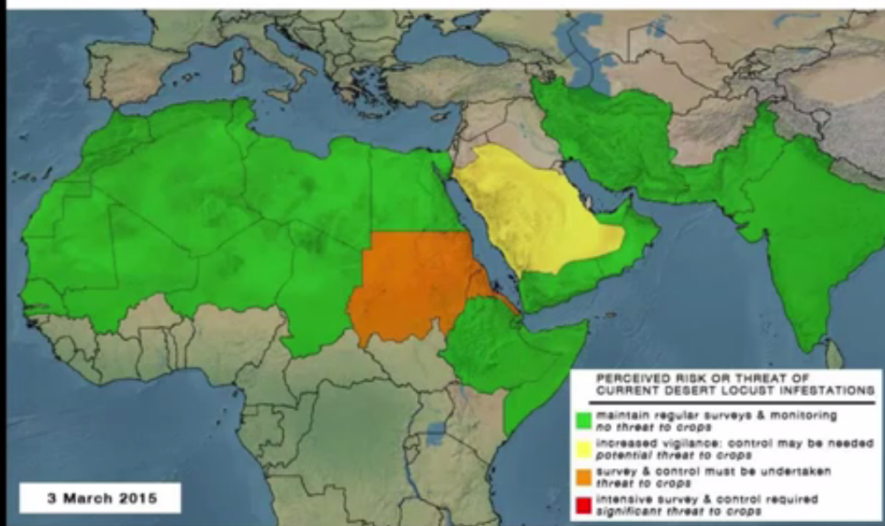 PERCEIVED RISK OR THREAT OF
CURRENT DESERT LOCUST INFESTATIONS
maintain regular surveys & monitoring
no threat to crops
increased vigilance; control may be needed
potential threat to crops
survey & control must be undertaken
threat to crops
intensive survey & control required
significant threat to crops
3 March 2015